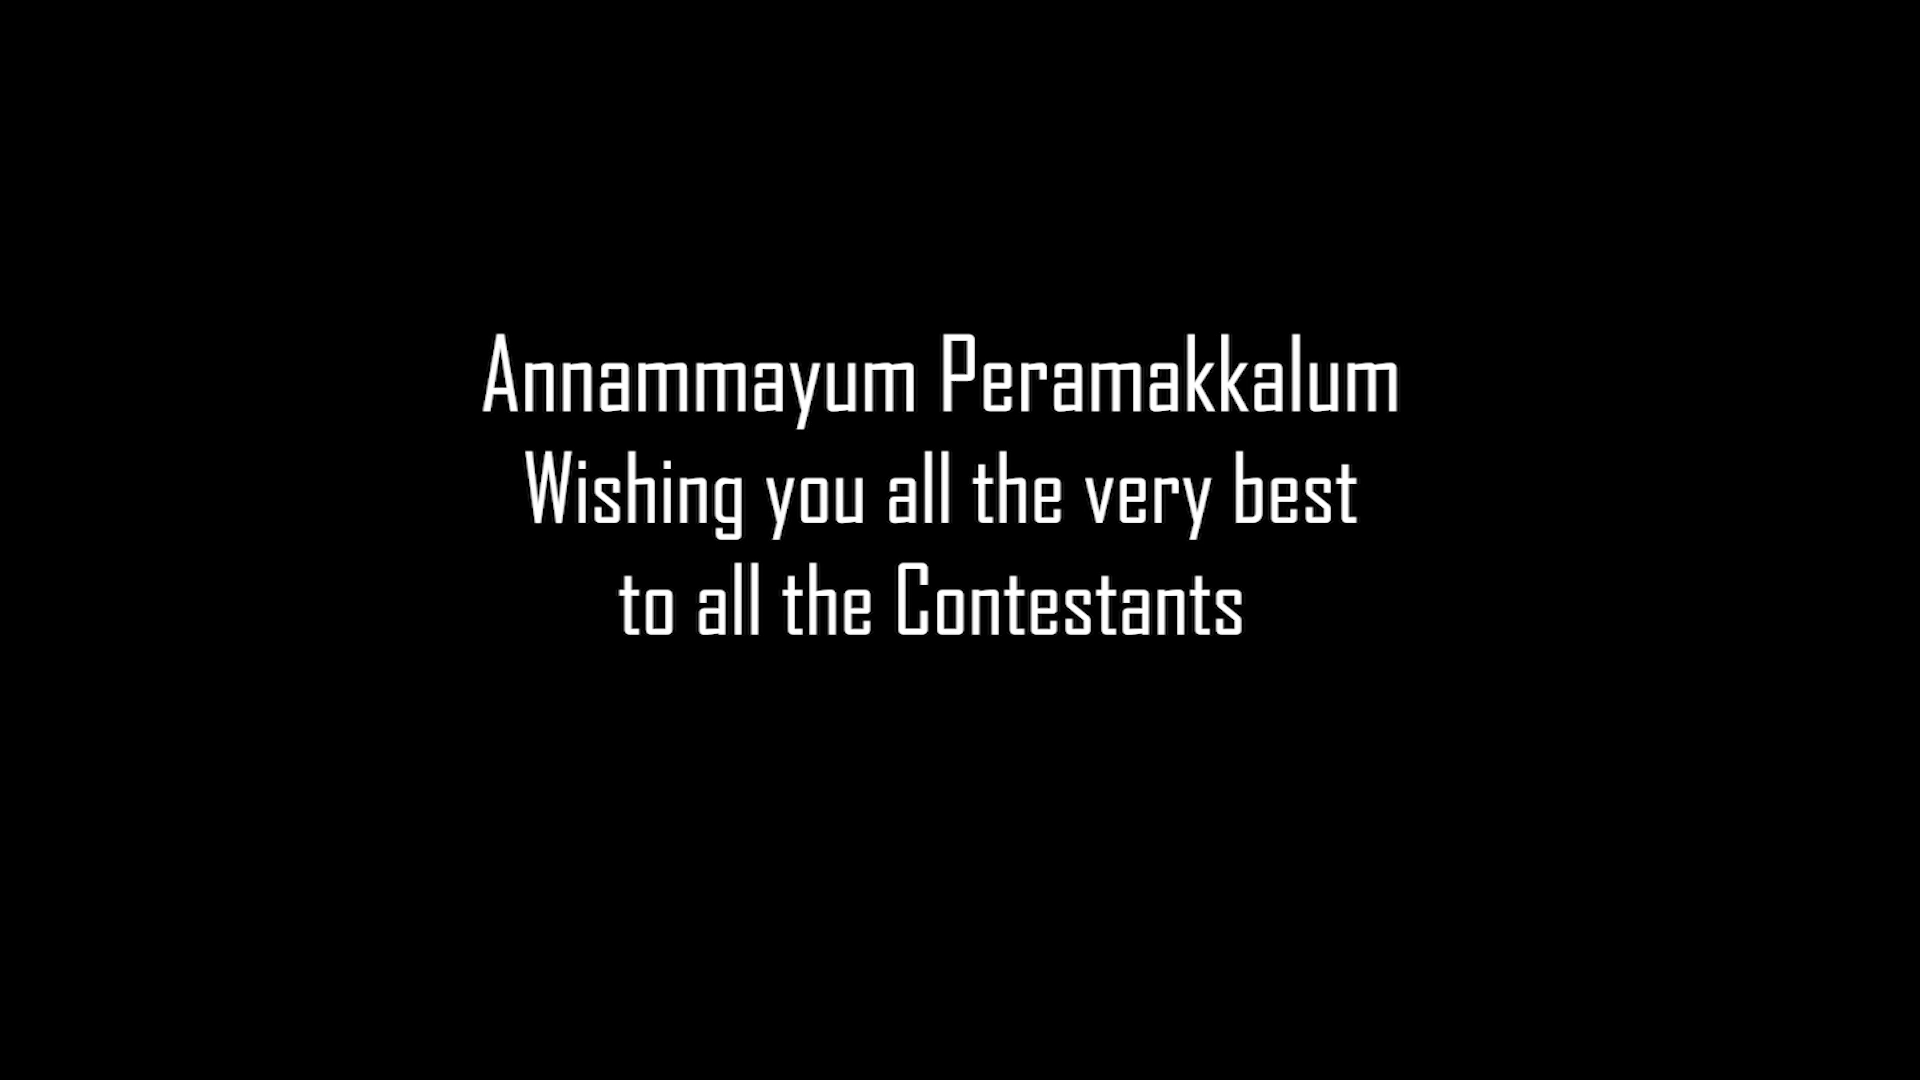 Annammayum Peramakkalum
Wishing you all the very best
to all the Contestants